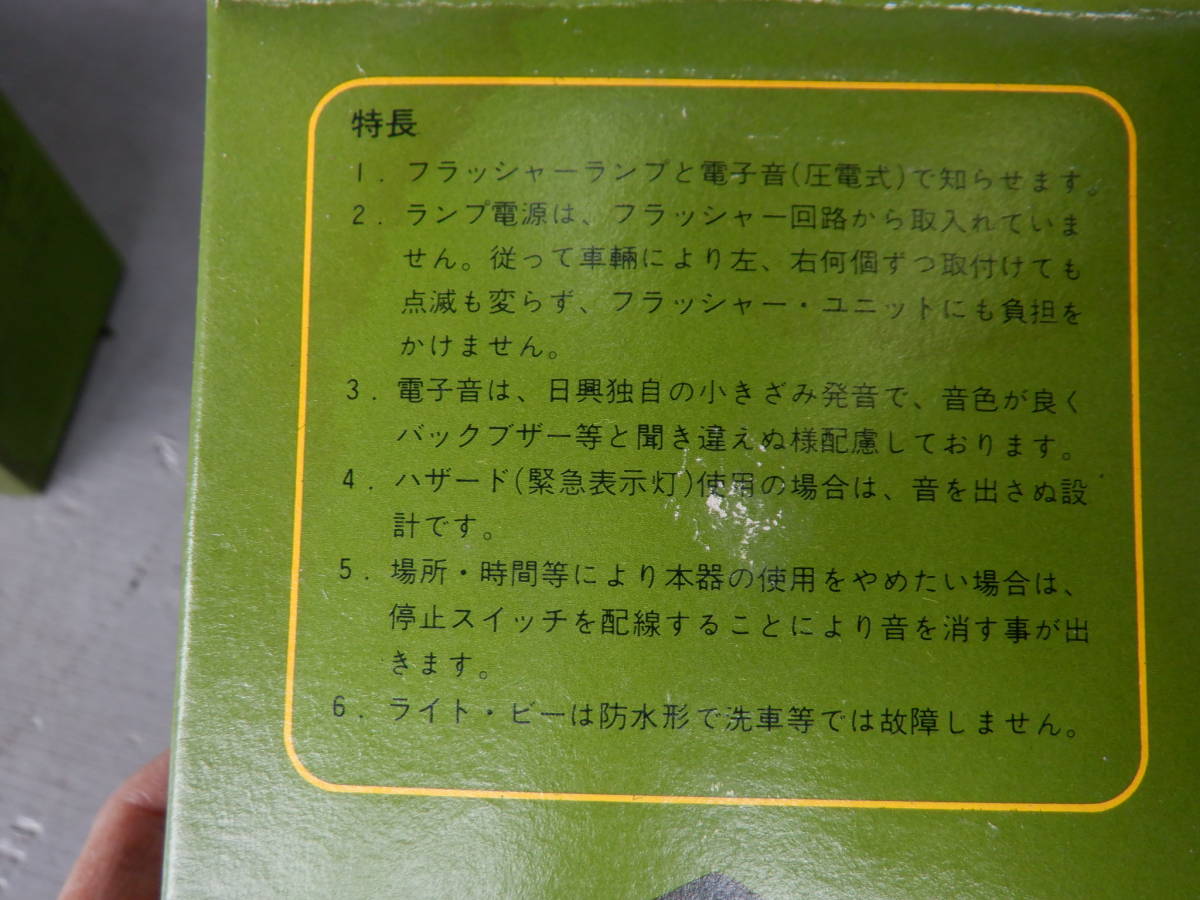 特長
1. フラッシャーランプと電子音(圧電式)で知らせます。
2. ランプ電源は、フラッシャー回路から取入れていま
せん。従って車輛により左、右何個ずつ取付けても
点滅も変らず、フラッシャー・ユニットにも負担を
かけません。
3. 電子音は、日興独自の小きざみ発音で、音色が良く
バックブザー等と聞き違えぬ様配慮しております。
4. ハザード(緊急表示灯)使用の場合は、音を出さぬ設
計です。
5. 場所・時間等により本器の使用をやめたい場合は、
停止スイッチを配線することにより音を消す事が出
きます。
6. ライト・ビーは防水形で洗車等では故障しません。